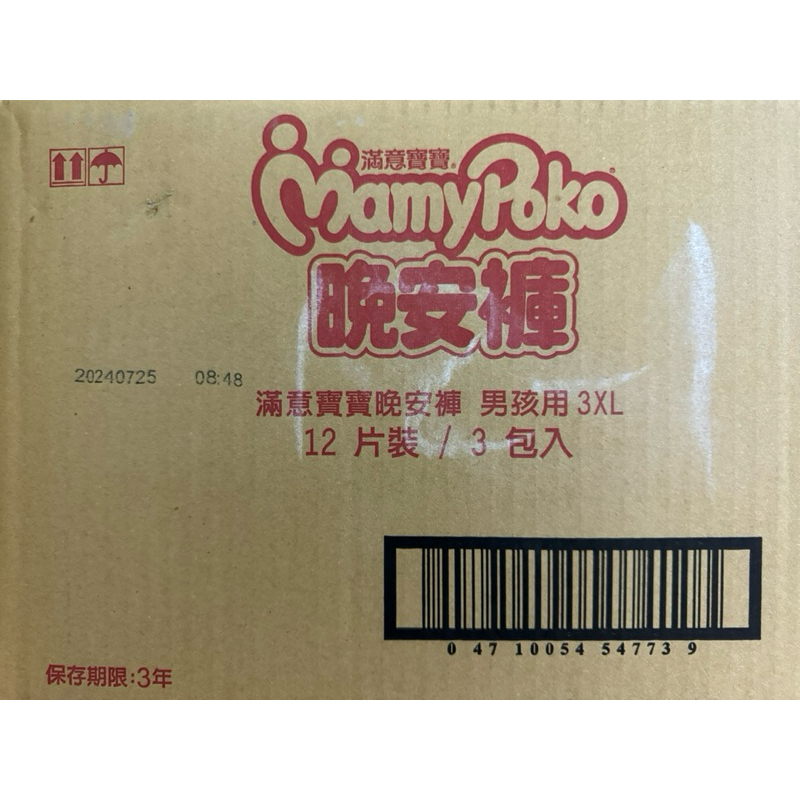 滿意寶寶®
MamyPoko®
晚安褲
20240725 08:48
滿意寶寶晚安褲 男孩用 3XL
12 片裝 / 3 包入
0 47 10054 54773 9
保存期限:3年